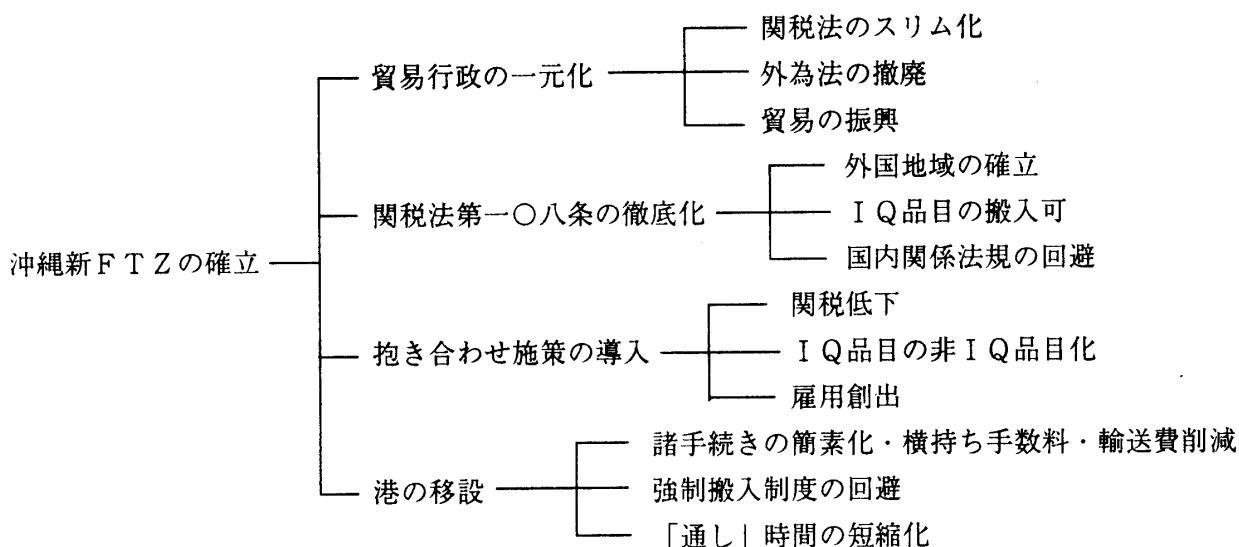 沖縄新ＦＴＺの確立
貿易行政の一元化
関税法のスリム化
外為法の撤廃
貿易の振興
関税法第一〇八条の徹底化
外国地域の確立
ＩＱ品目の搬入可
国内関係法規の回避
抱き合わせ施策の導入
関税低下
ＩＱ品目の非ＩＱ品目化
雇用創出
港の移設
諸手続きの簡素化・横持ち手数料・輸送費削減
強制搬入制度の回避
「通し」時間の短縮化